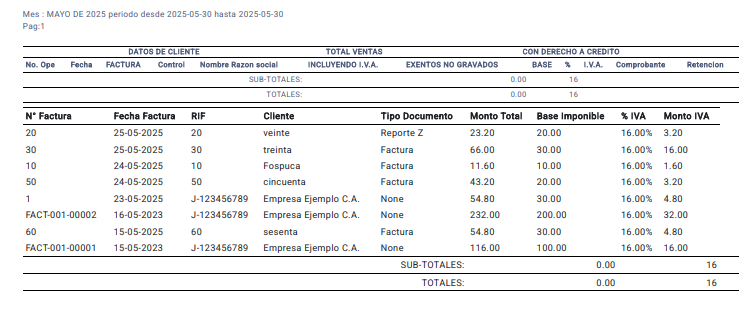 Mes : MAYO DE 2025 periodo desde 2025-05-30 hasta 2025-05-30
Pag:1
DATOS DE CLIENTE TOTAL VENTAS CON DERECHO A CREDITO
No. Ope Fecha FACTURA Control Nombre Razon social INCLUYENDO I.V.A. EXENTOS NO GRAVADOS BASE % I.V.A. Comprobante Retencion
SUB-TOTALES: 0.00 16
TOTALES: 0.00 16
N° Factura Fecha Factura RIF Cliente Tipo Documento Monto Total Base Imponible % IVA Monto IVA
20 25-05-2025 20 veinte Reporte Z 23.20 20.00 16.00% 3.20
30 25-05-2025 30 treinta Factura 66.00 30.00 16.00% 16.00
10 24-05-2025 10 Fospuca Factura 11.60 10.00 16.00% 1.60
50 24-05-2025 50 cincuenta Factura 43.20 20.00 16.00% 3.20
1 23-05-2025 J-123456789 Empresa Ejemplo C.A. None 54.80 30.00 16.00% 4.80
FACT-001-00002 16-05-2023 J-123456789 Empresa Ejemplo C.A. None 232.00 200.00 16.00% 32.00
60 15-05-2025 60 sesenta Factura 54.80 30.00 16.00% 4.80
FACT-001-00001 15-05-2023 J-123456789 Empresa Ejemplo C.A. None 116.00 100.00 16.00% 16.00
SUB-TOTALES: 0.00 16
TOTALES: 0.00 16